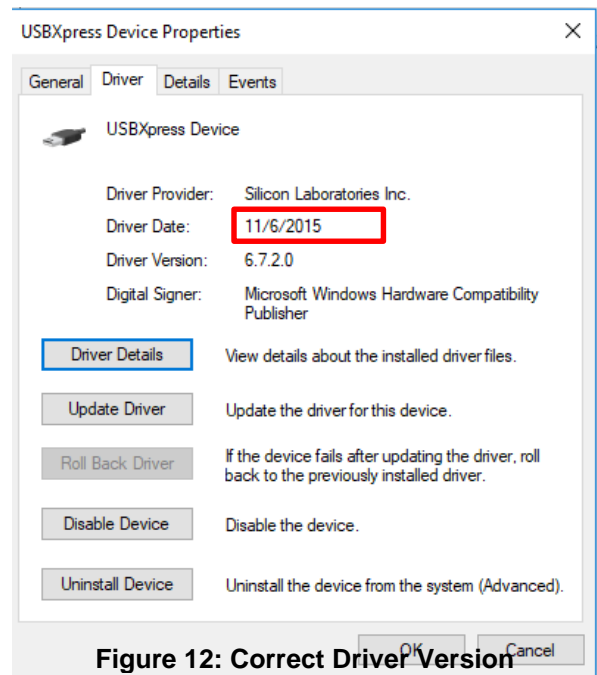 USBXpress Device Properties
General Driver Details Events
USBXpress Device
Driver Provider: Silicon Laboratories Inc.
Driver Date: 11/6/2015
Driver Version: 6.7.2.0
Digital Signer: Microsoft Windows Hardware Compatibility
Publisher
Driver Details View details about the installed driver files.
Update Driver Update the driver for this device.
Roll Back Driver If the device fails after updating the driver, roll
back to the previously installed driver.
Disable Device Disable the device.
Uninstall Device Uninstall the device from the system (Advanced).
OK Cancel
Figure 12: Correct Driver Version